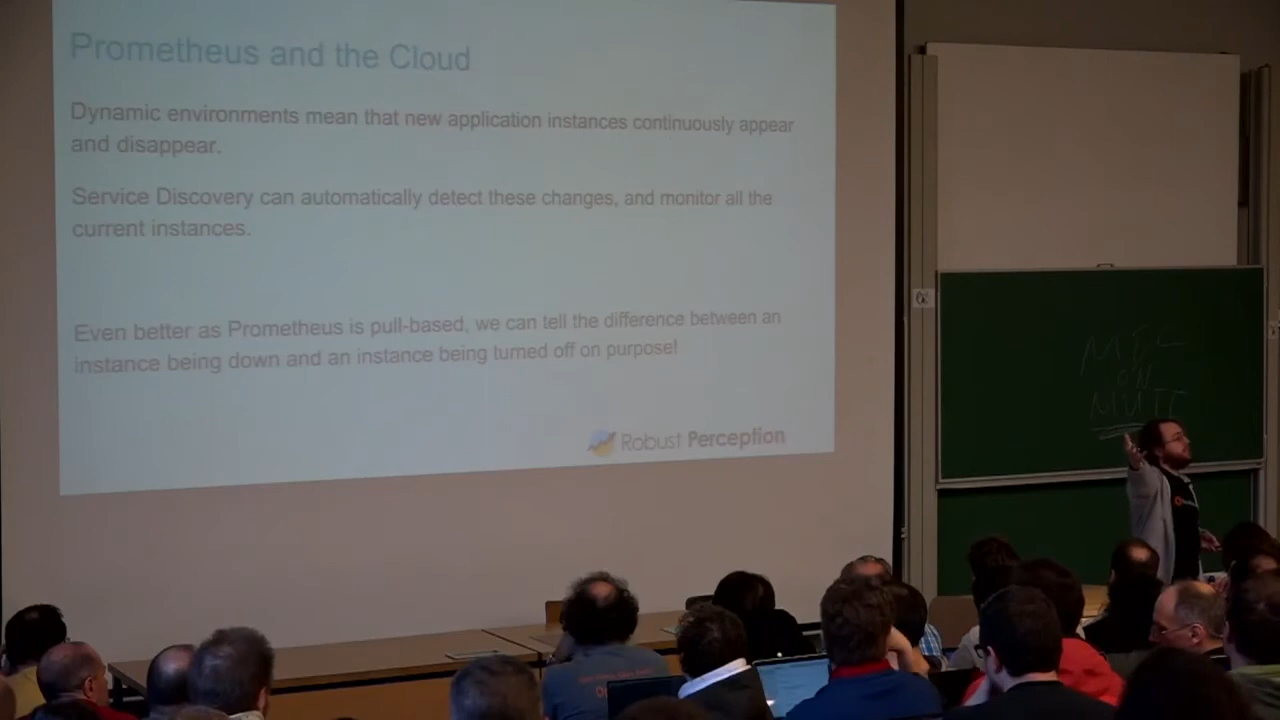 Prometheus and the Cloud
Dynamic environments mean that new application instances continuously appear
and disappear.
Service Discovery can automatically detect these changes, and monitor all the
current instances.
Even better as Prometheus is pull-based, we can tell the difference between an
instance being down and an instance being turned off on purpose!
Robust Perception
ON
MUTE